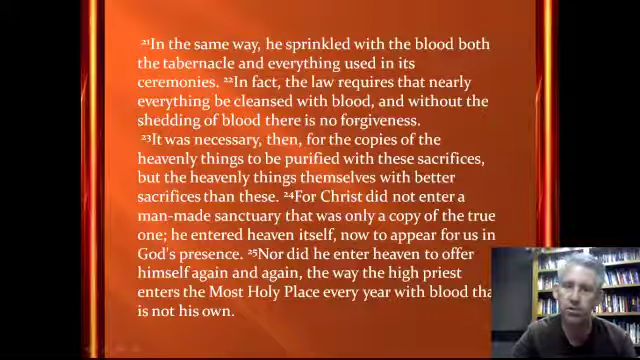 ²¹In the same way, he sprinkled with the blood both
the tabernacle and everything used in its
ceremonies. ²²In fact, the law requires that nearly
everything be cleansed with blood, and without the
shedding of blood there is no forgiveness.
²³It was necessary, then, for the copies of the
heavenly things to be purified with these sacrifices,
but the heavenly things themselves with better
sacrifices than these. ²⁴For Christ did not enter a
man-made sanctuary that was only a copy of the true
one; he entered heaven itself, now to appear for us in
God's presence. ²⁵Nor did he enter heaven to offer
himself again and again, the way the high priest
enters the Most Holy Place every year with blood tha
is not his own.